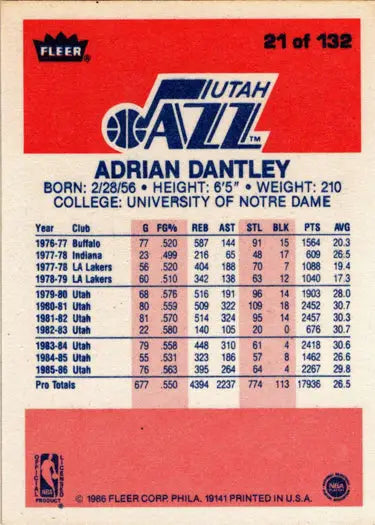 FLEER
21 of 132
UTAH
JAZZ TM
ADRIAN DANTLEY
BORN: 2/28/56 • HEIGHT: 6'5" • WEIGHT: 210
COLLEGE: UNIVERSITY OF NOTRE DAME
Year Club G FG% REB AST STL BLK PTS AVG
1976-77 Buffalo 77 .520 587 144 91 15 1564 20.3
1977-78 Indiana 23 .499 216 65 48 17 609 26.5
1977-78 LA Lakers 56 .520 404 188 70 7 1088 19.4
1978-79 LA Lakers 60 .510 342 138 63 12 1040 17.3
1979-80 Utah 68 .576 516 191 96 14 1903 28.0
1960-81 Utah 80 .559 509 322 109 18 2452 30.7
1981-82 Utah 81 .570 514 324 95 14 2457 30.3
1982-83 Utah 22 .580 140 105 20 0 676 30.7
1983-84 Utah 79 .558 448 310 61 4 2418 30.6
1984-85 Utah 55 .531 323 186 57 8 1462 26.6
1985-86 Utah 76 .563 395 264 64 4 2267 29.8
Pro Totals 677 .550 4394 2237 774 113 17936 26.5
OFFICIAL LICENSED
NBA
PRODUCT
NBA
© 1986 FLEER CORP. PHILA. 19141 PRINTED IN U.S.A.